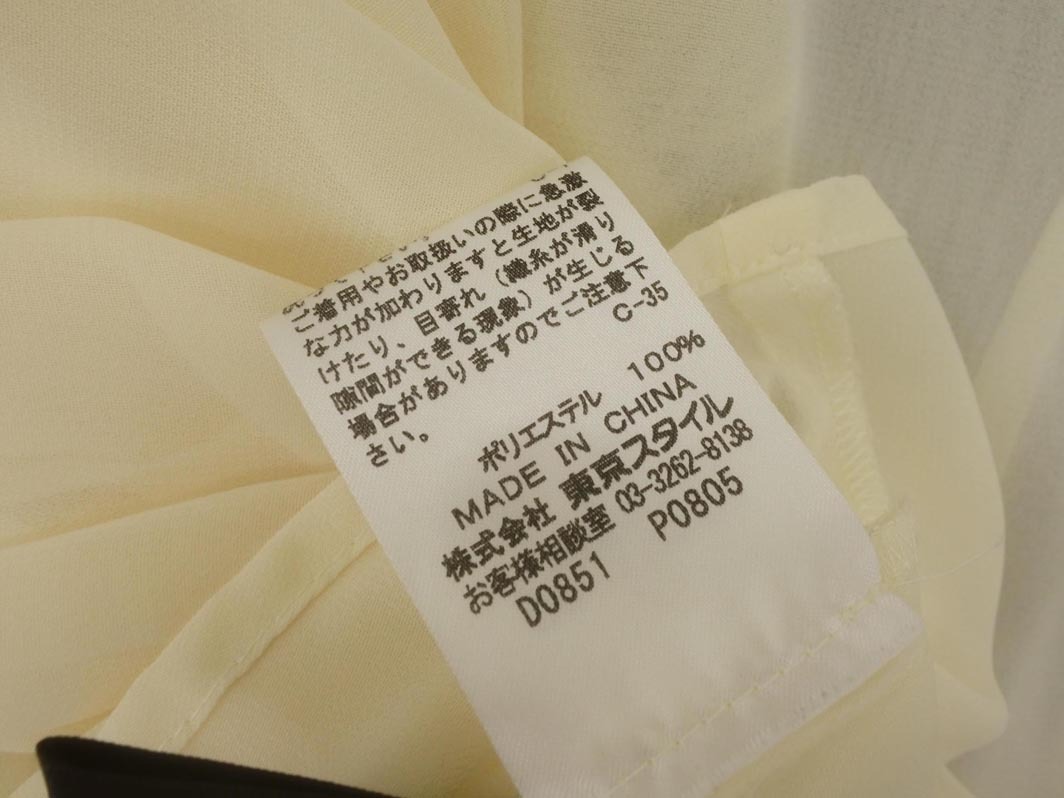 ご着用やお取扱いの際に急激
な力が加わりますと生地が裂
けたり、目寄れ（繊糸が滑り
隙間ができる現象）が生じる
場合がありますのでご注意下
さい。
C-35
ポリエステル 100%
MADE IN CHINA
株式会社 東京スタイル
お客様相談室 03-3262-8138
D0851 P0805